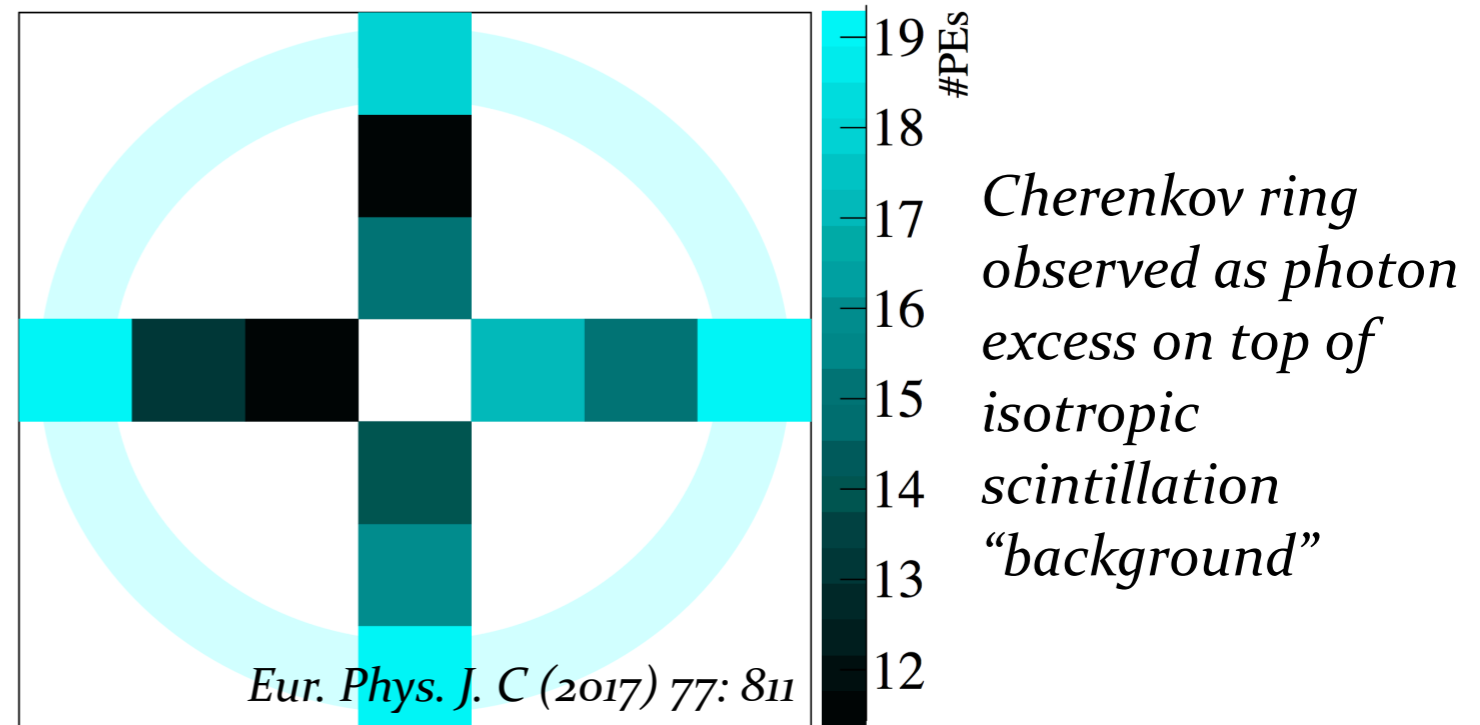 19
18
17
16
15
14
13
12
#PEs
Cherenkov ring
observed as photon
excess on top of
isotropic
scintillation
“background”
Eur. Phys. J. C (2017) 77: 811